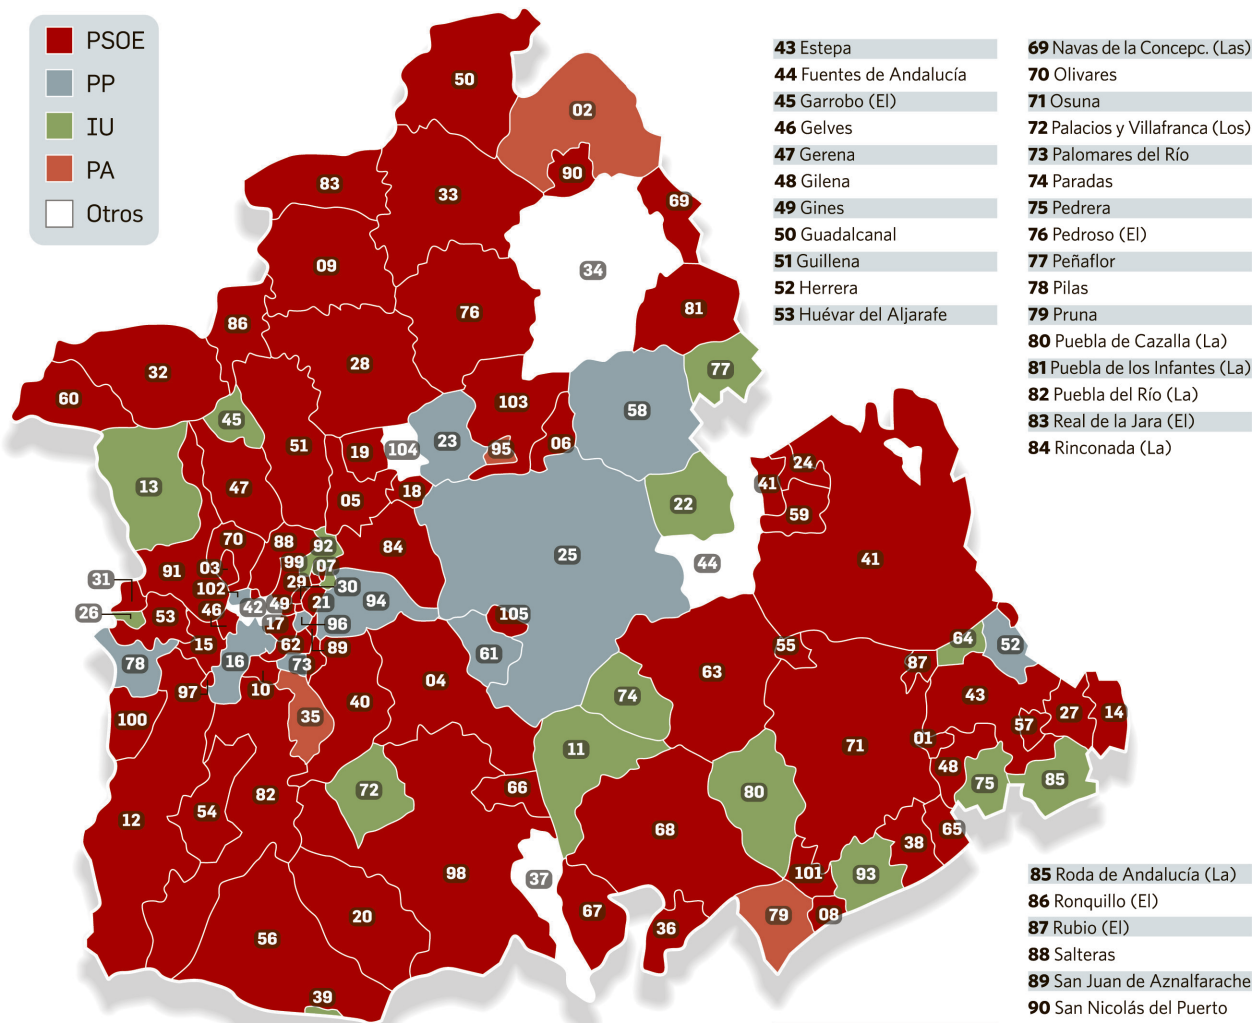 PSOE
PP
IU
PA
Otros
43 Estepa
44 Fuentes de Andalucía
45 Garrobo (El)
46 Gelves
47 Gerena
48 Gilena
49 Gines
50 Guadalcanal
51 Guillena
52 Herrera
53 Huévar del Aljarafe
69 Navas de la Concepc. (Las)
70 Olivares
71 Osuna
72 Palacios y Villafranca (Los)
73 Palomares del Río
74 Paradas
75 Pedrera
76 Pedroso (El)
77 Peñaflor
78 Pilas
79 Pruna
80 Puebla de Cazalla (La)
81 Puebla de los Infantes (La)
82 Puebla del Río (La)
83 Real de la Jara (El)
84 Rinconada (La)
50
02
90
83
33
69
09
34
86
76
81
32
28
77
60
45
103
58
51
23
06
19
104
95
24
41
13
47
05
18
22
59
70
88
92
84
25
41
91
03
99
07
44
31
29
30
102
94
26
53
46
42
49
21
105
17
96
15
62
89
61
55
64
52
78
16
73
87
97
10
04
63
43
40
74
100
35
57
27
14
11
71
01
72
66
80
48
75
85
82
54
12
68
65
38
98
37
101
93
67
79
08
20
36
56
39
85 Roda de Andalucía (La)
86 Ronquillo (El)
87 Rubio (El)
88 Salteras
89 San Juan de Aznalfarache
90 San Nicolás del Puerto